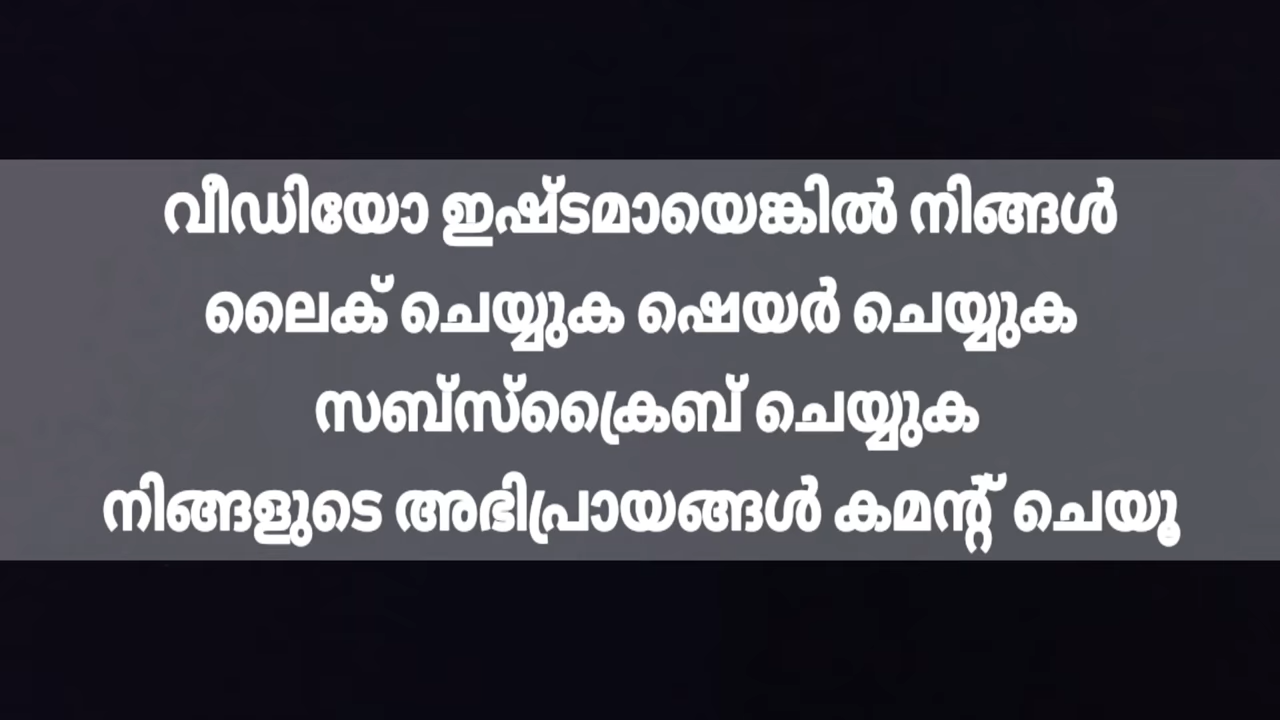 വീഡിയോ ഇഷ്ടമായെങ്കിൽ നിങ്ങൾ
ലൈക് ചെയ്യുക ഷെയർ ചെയ്യുക
സബ്സ്ക്രൈബ് ചെയ്യുക
നിങ്ങളുടെ അഭിപ്രായങ്ങൾ കമന്റ് ചെയൂ